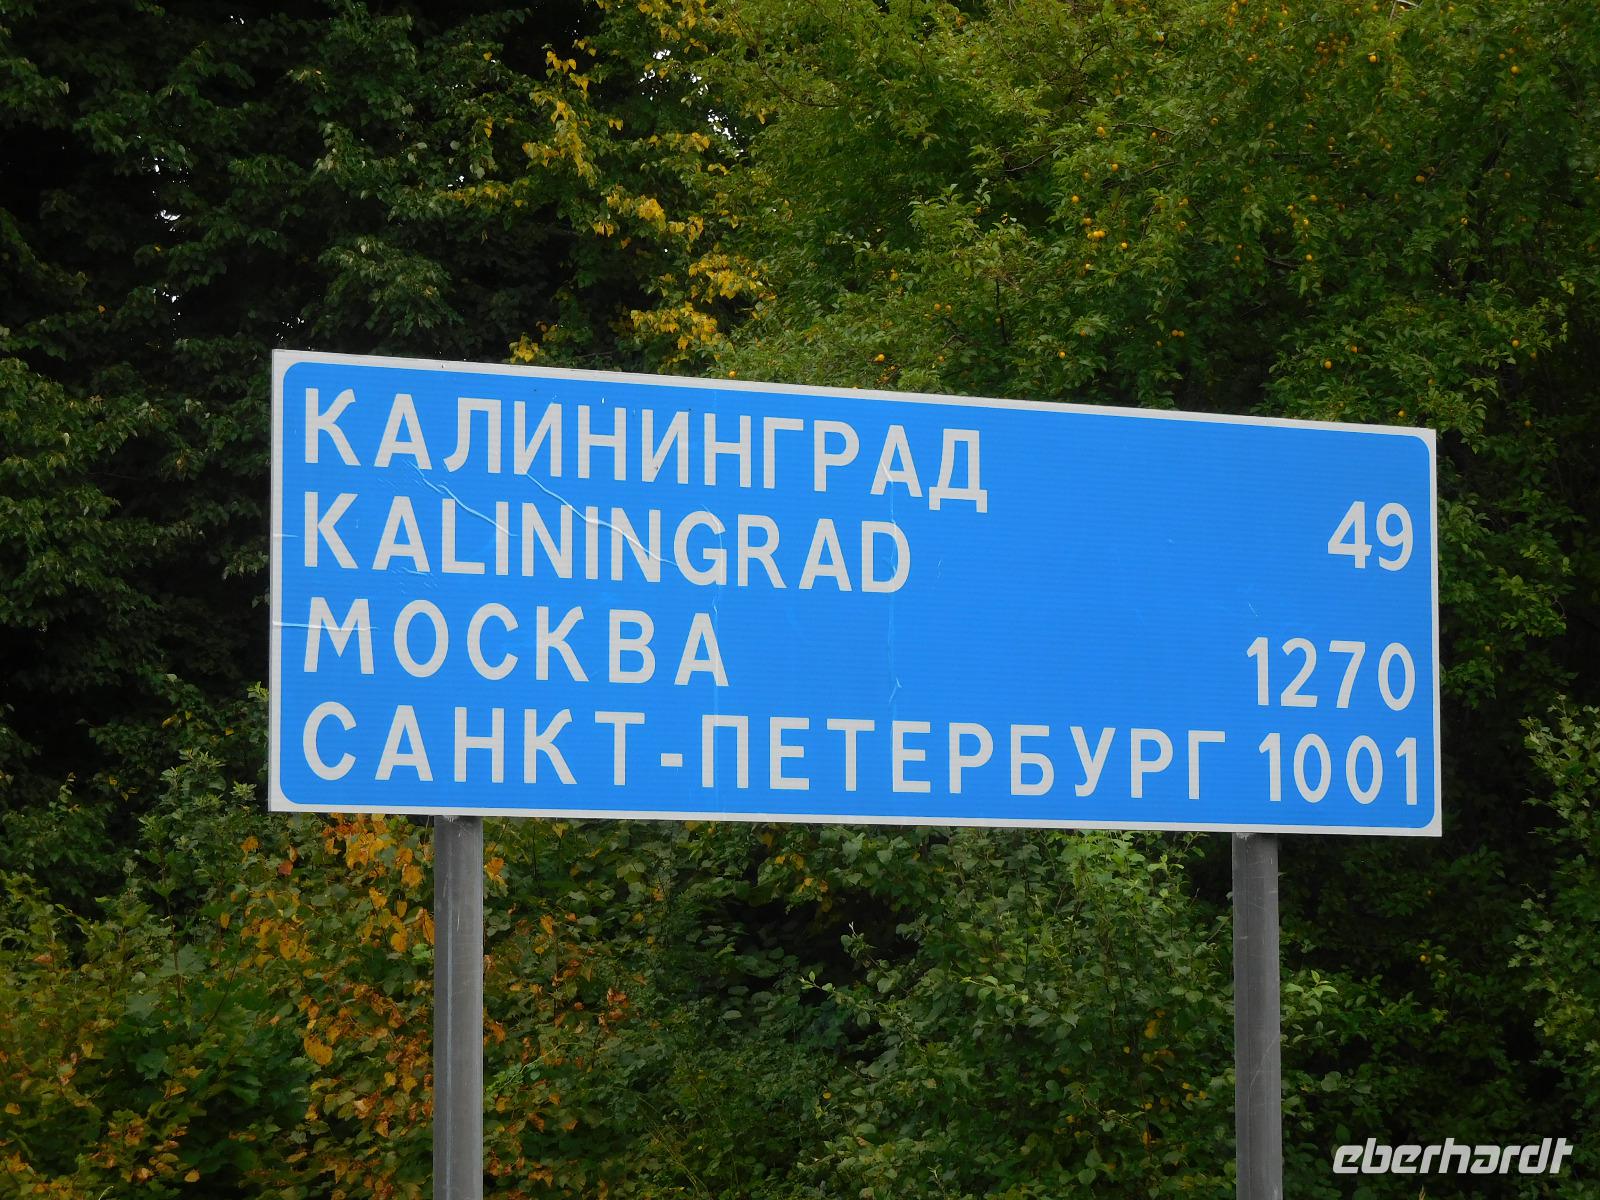 КАЛИНИНГРАД
KALININGRAD 49
МОСКВА 1270
САНКТ-ПЕТЕРБУРГ 1001
eberhardt